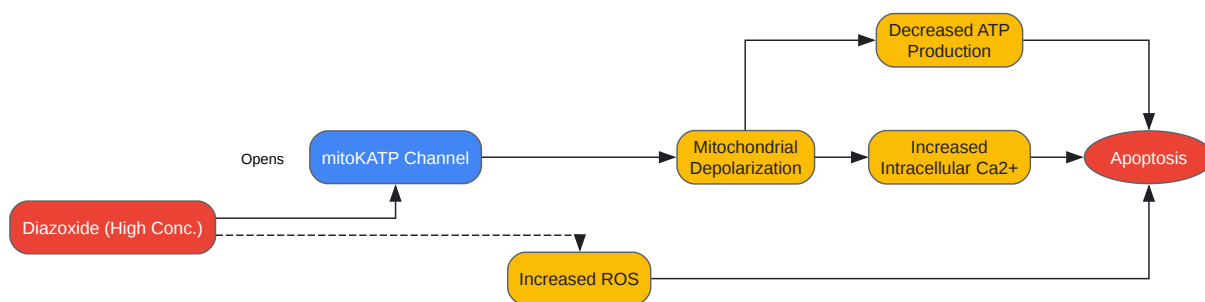 Decreased ATP
Production
Opens
mitoKATP Channel
Mitochondrial
Depolarization
Increased
Intracellular Ca2+
Apoptosis
Diazoxide (High Conc.)
Increased ROS